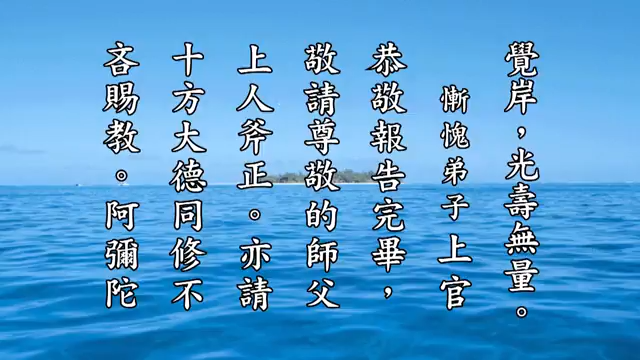 覺岸，光壽無量。
慚愧弟子上官
恭敬報告完畢，
敬請尊敬的師父
上人斧正。亦請
十方大德同修不
吝賜教。阿彌陀